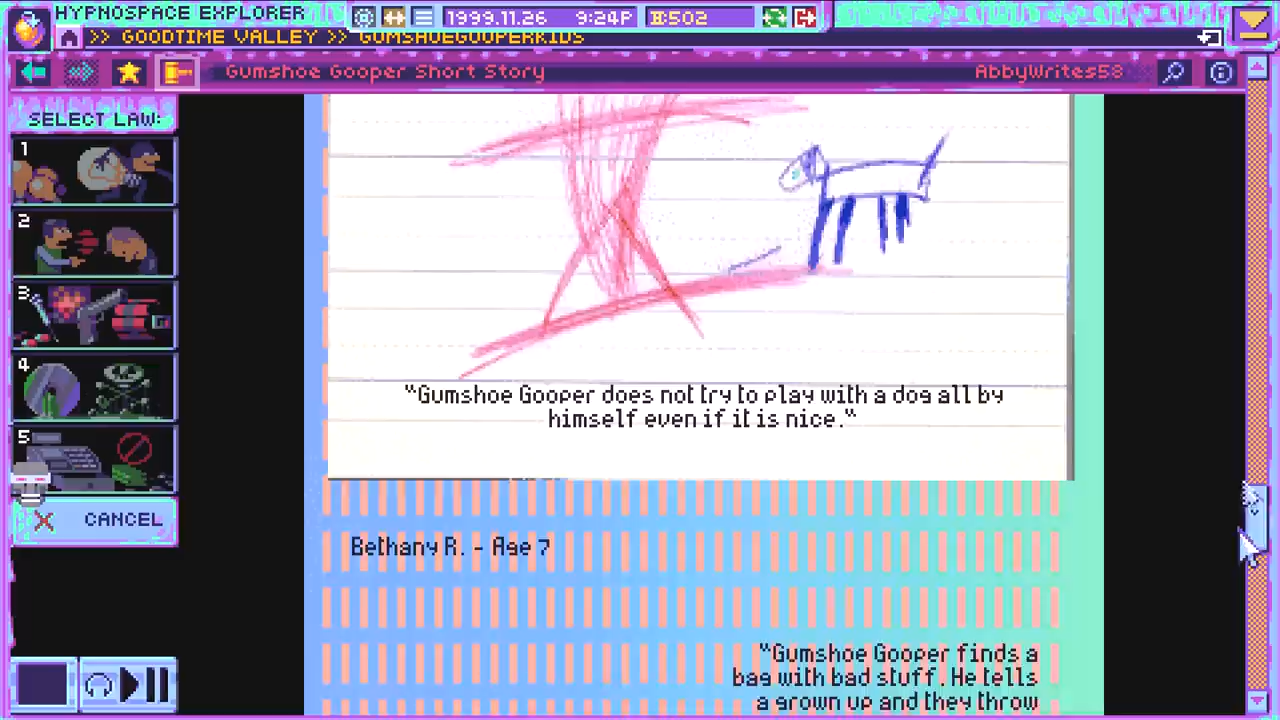 HYPNOSPACE EXPLORER
1999.11.26 9:24P
502
>> GOODTIME VALLEY >> GUMSHOEGOOPERKIDS
Gumshoe Gooper Short Story
AbbyWrites58
SELECT LAW:
1
2
3
4
5
CANCEL
"Gumshoe Gooper does not try to play with a dog all by
himself even if it is nice."
Bethany R. - Age 7
"Gumshoe Gooper finds a
bag with bad stuff. He tells
a grown up and they throw